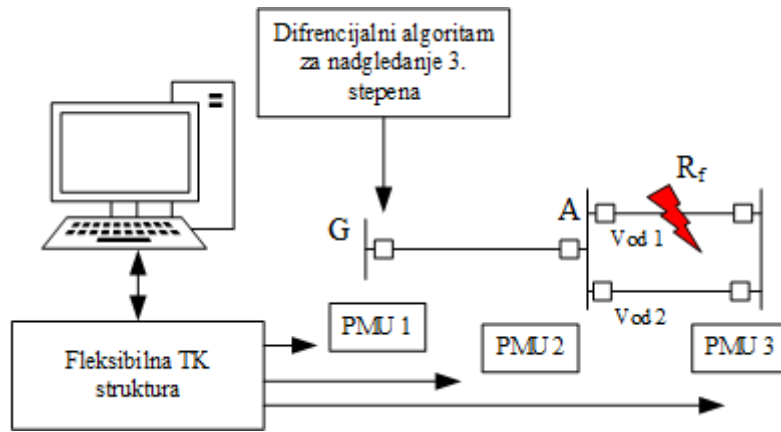 Difrencijalni algoritam
za nadgledanje 3.
stepena
R_f
G
A
Vod 1
Vod 2
PMU 1
PMU 2
PMU 3
Fleksibilna TK
struktura